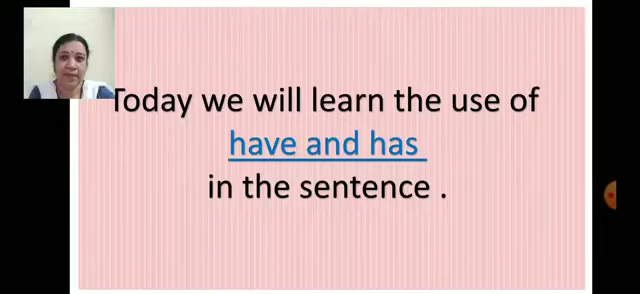 Today we will learn the use of
have and has
in the sentence .